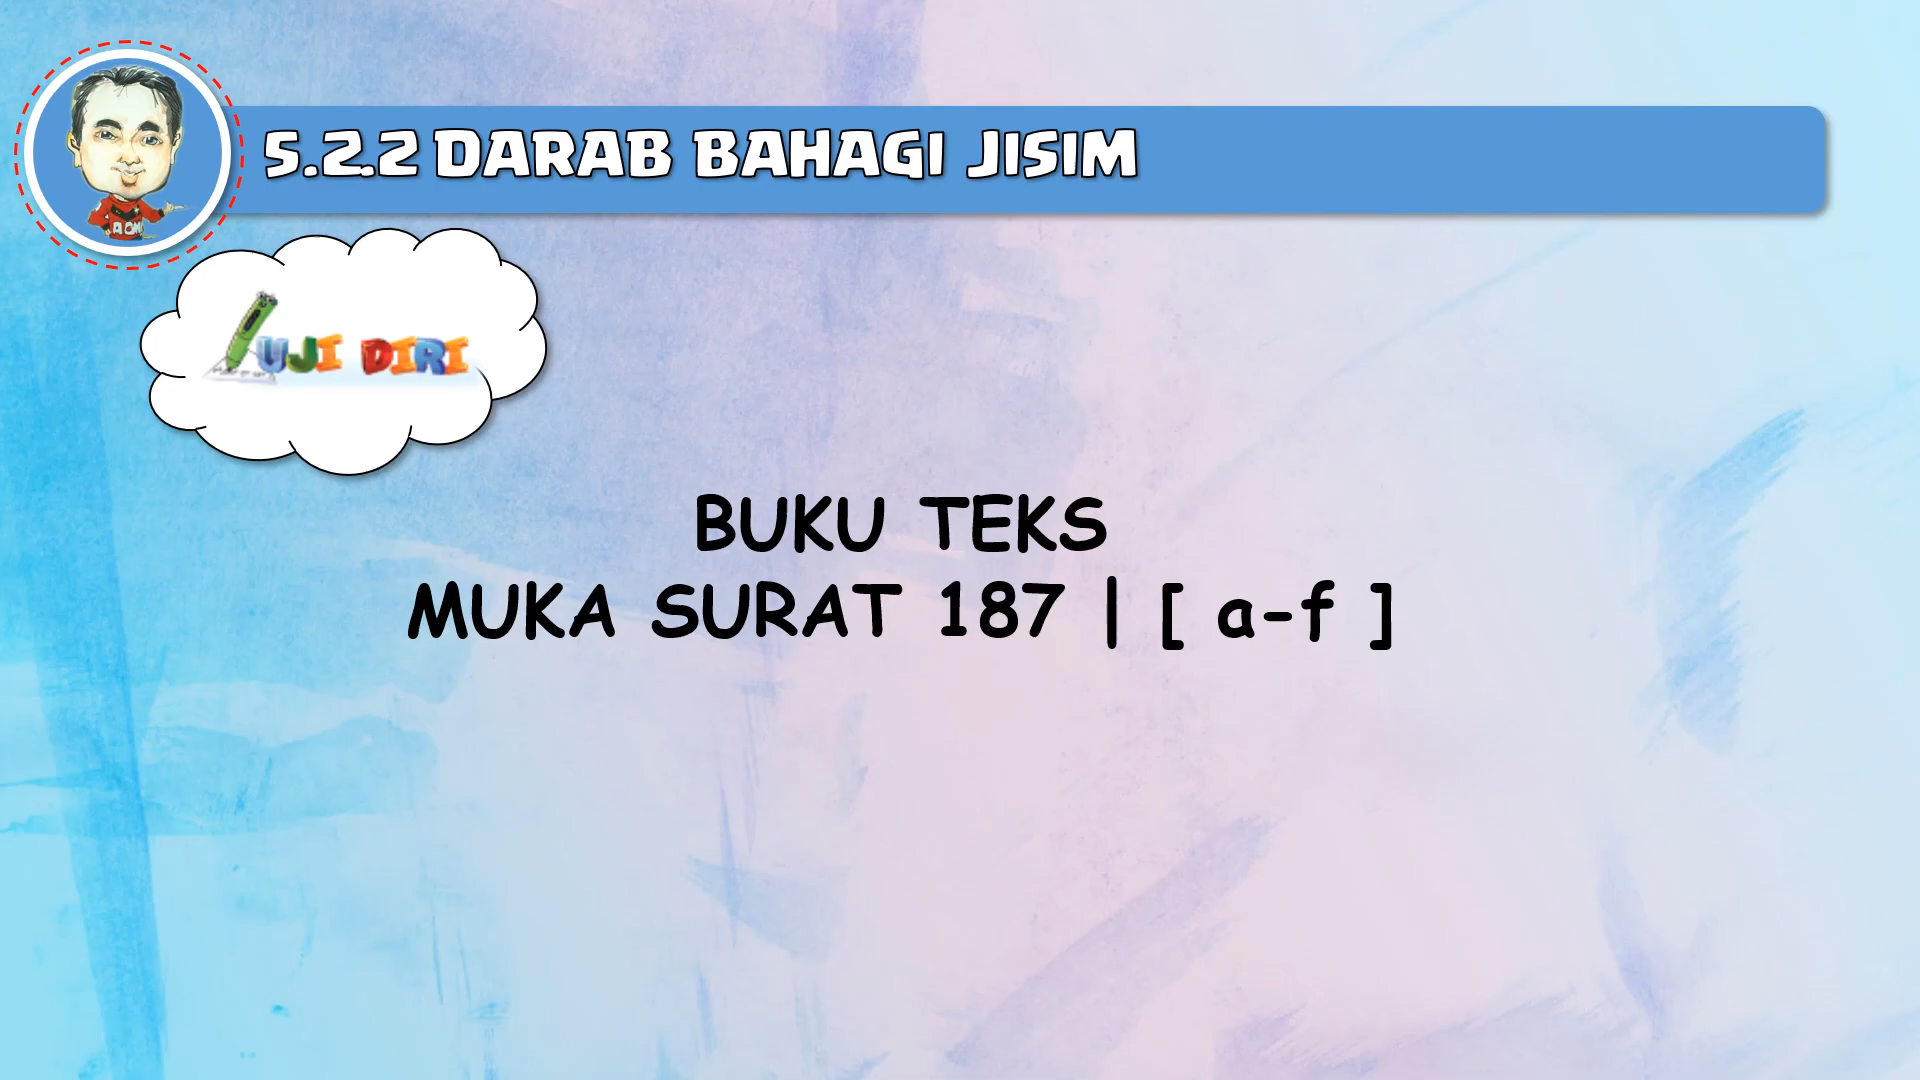 5.2.2 DARAB BAHAGI JISIM
UJI DIRI
BUKU TEKS
MUKA SURAT 187 | [ a-f ]